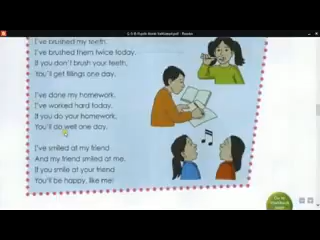 I've brushed my teeth.
I've brushed them twice today.
If you don't brush your teeth,
You'll get fillings one day.
I've done my homework.
I've worked hard today.
If you do your homework,
You'll do well one day.
I've smiled at my friend
And my friend smiled at me.
If you smile at your friend
You'll be happy, like me!